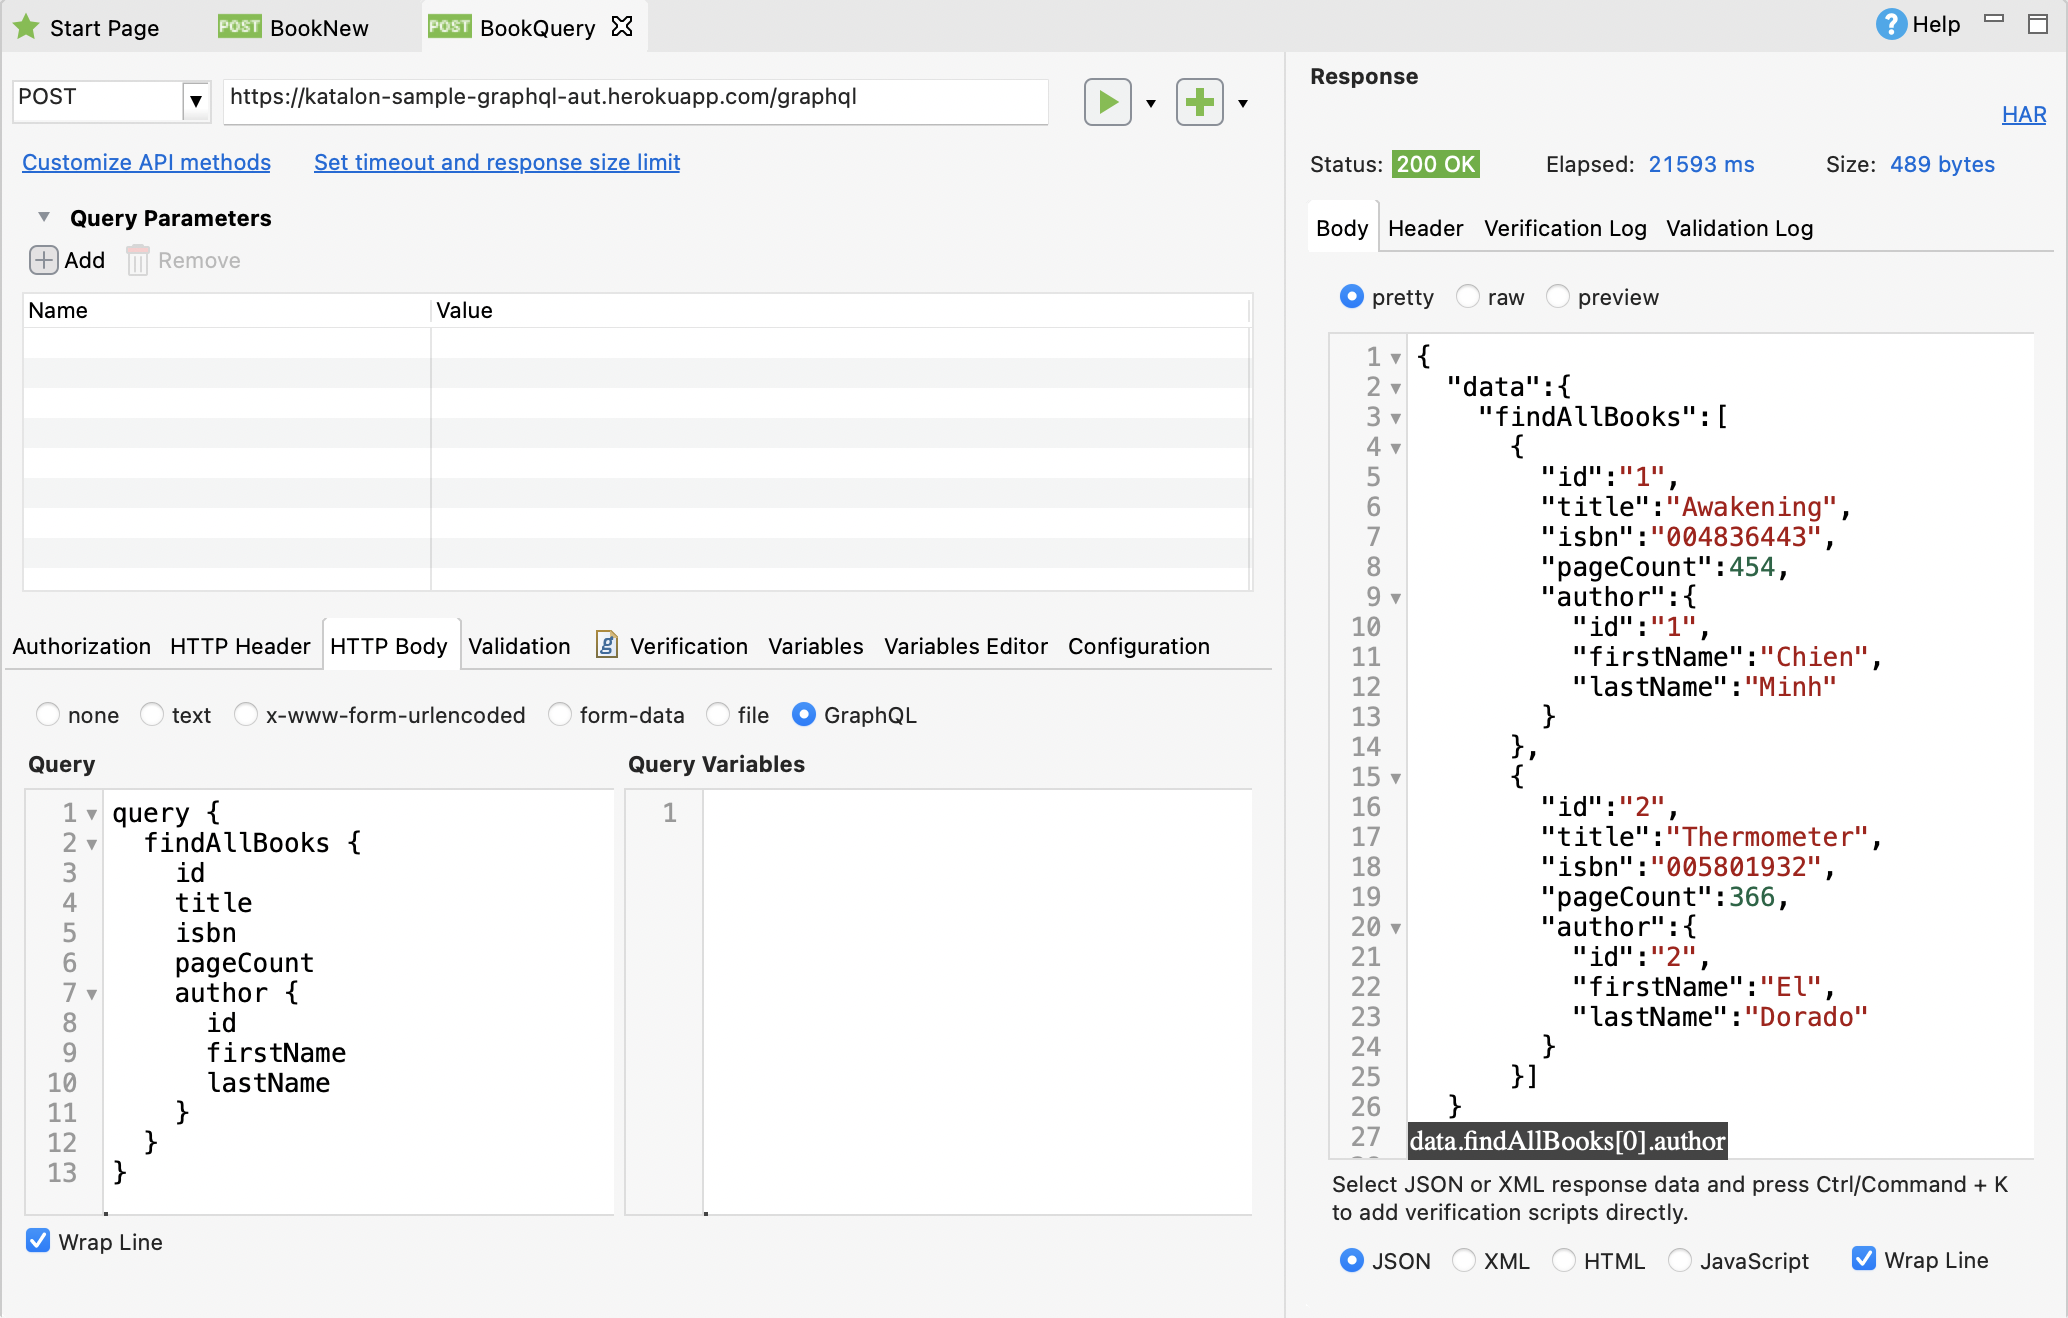 Start Page
POST BookNew
POST BookQuery
? Help
POST
https://katalon-sample-graphql-aut.herokuapp.com/graphql
Customize API methods
Set timeout and response size limit
Query Parameters
Add
Remove
Name Value
Authorization HTTP Header HTTP Body Validation g Verification Variables Variables Editor Configuration
none text x-www-form-urlencoded form-data file GraphQL
Query
1 query {
2 findAllBooks {
3 id
4 title
5 isbn
6 pageCount
7 author {
8 id
9 firstName
10 lastName
11 }
12 }
13 }
Wrap Line
Query Variables
1
Response
HAR
Status: 200 OK Elapsed: 21593 ms Size: 489 bytes
Body Header Verification Log Validation Log
pretty raw preview
1 {
2 "data":{
3 "findAllBooks":[
4 {
5 "id":"1",
6 "title":"Awakening",
7 "isbn":"004836443",
8 "pageCount":454,
9 "author":{
10 "id":"1",
11 "firstName":"Chien",
12 "lastName":"Minh"
13 }
14 },
15 {
16 "id":"2",
17 "title":"Thermometer",
18 "isbn":"005801932",
19 "pageCount":366,
20 "author":{
21 "id":"2",
22 "firstName":"El",
23 "lastName":"Dorado"
24 }
25 }]
26 }
27 data.findAllBooks[0].author
Select JSON or XML response data and press Ctrl/Command + K
to add verification scripts directly.
JSON XML HTML JavaScript Wrap Line